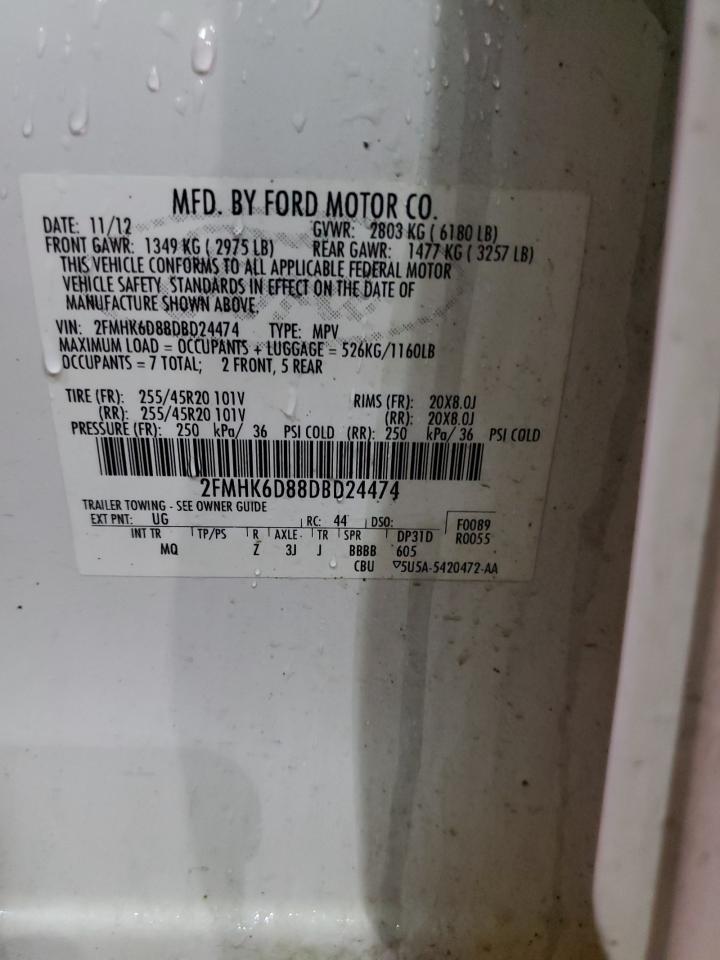 MFD. BY FORD MOTOR CO.
DATE: 11/12 GVWR: 2803 KG ( 6180 LB)
FRONT GAWR: 1349 KG ( 2975 LB) REAR GAWR: 1477 KG ( 3257 LB)
THIS VEHICLE CONFORMS TO ALL APPLICABLE FEDERAL MOTOR
VEHICLE SAFETY STANDARDS IN EFFECT ON THE DATE OF
MANUFACTURE SHOWN ABOVE.
VIN: 2FMHK6D88DBD24474 TYPE: MPV
MAXIMUM LOAD = OCCUPANTS + LUGGAGE = 526KG/1160LB
OCCUPANTS = 7 TOTAL; 2 FRONT, 5 REAR
TIRE (FR): 255/45R20 101V RIMS (FR): 20X8.0J
(RR): 255/45R20 101V (RR): 20X8.0J
PRESSURE (FR): 250 kPa/ 36 PSI COLD (RR): 250 kPa/ 36 PSI COLD
2FMHK6D88DBD24474
TRAILER TOWING - SEE OWNER GUIDE
EXT PNT: UG RC: 44 DSO: F0089
INT TR TP/PS R AXLE TR SPR DP31D R0055
MQ Z 3J J BBBB 605
CBU ▽5U5A-5420472-AA